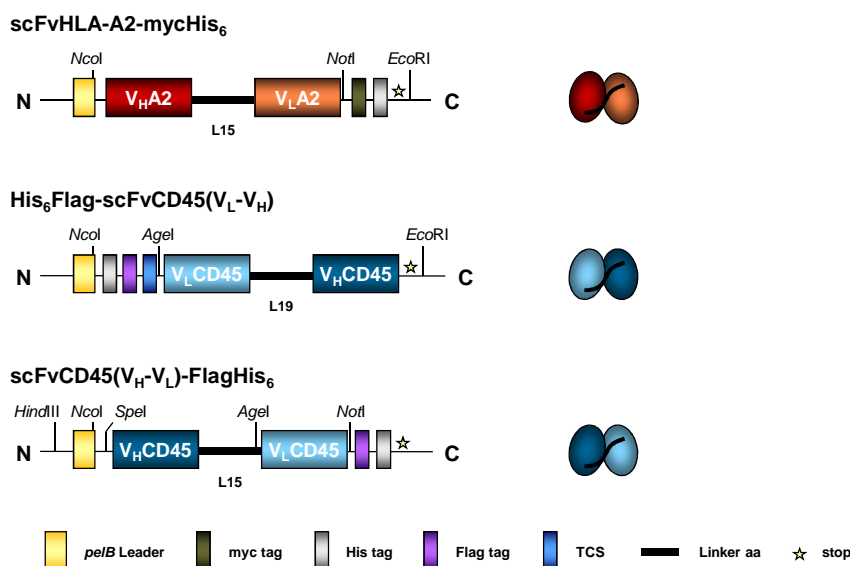 scFvHLA-A2-mycHis6
NcoI NotI EcoRI
N VHA2 VLA2 C
L15
His6Flag-scFvCD45(VL-VH)
NcoI AgeI EcoRI
N VLCD45 VHCD45 C
L19
scFvCD45(VH-VL)-FlagHis6
HindIII NcoI SpeI AgeI NotI
N VHCD45 VLCD45 C
L15
pelB Leader myc tag His tag Flag tag TCS Linker aa stop